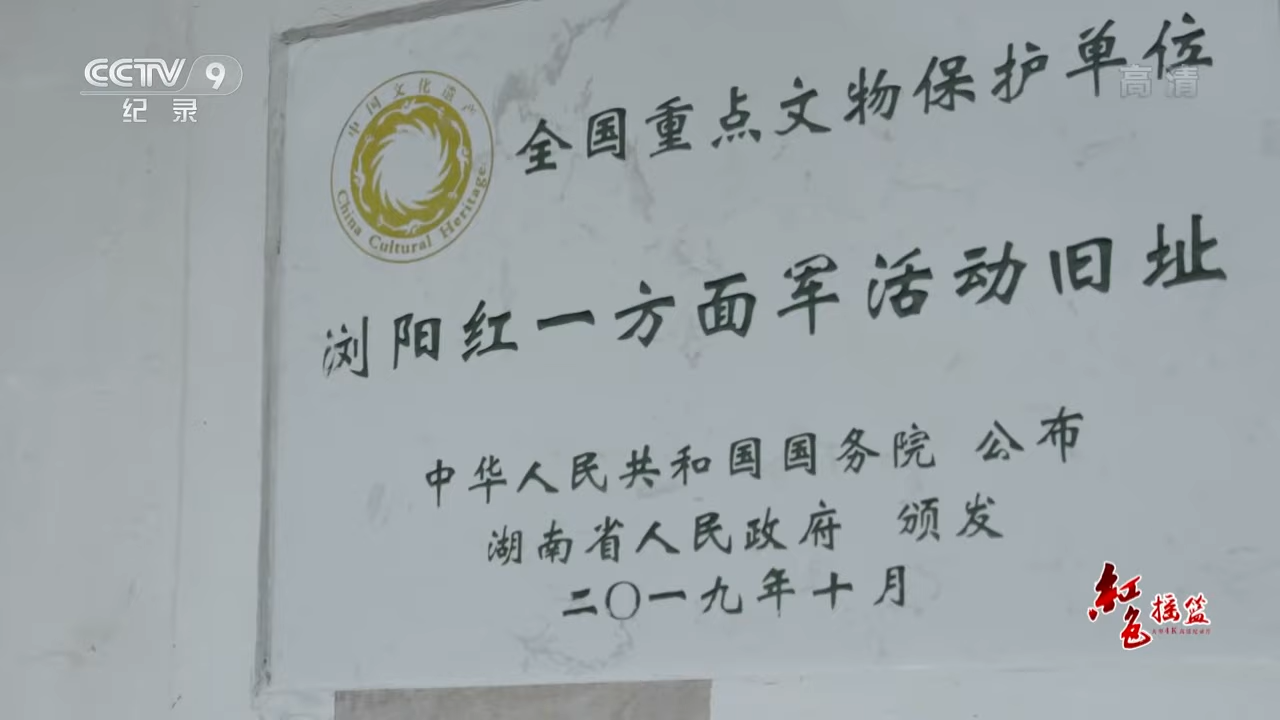 CCTV 9
纪录
高清
中国文化遗产
China Cultural Heritage
全国重点文物保护单位
浏阳红一方面军活动旧址
中华人民共和国国务院 公布
湖南省人民政府 颁发
二〇一九年十月
红色摇篮